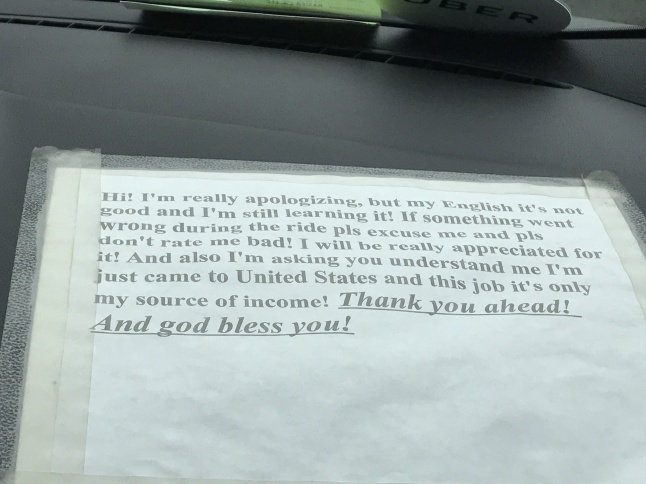 UBER
Hi! I'm really apologizing, but my English it's not
good and I'm still learning it! If something went
wrong during the ride pls excuse me and pls
don't rate me bad! I will be really appreciated for
it! And also I'm asking you understand me I'm
just came to United States and this job it's only
my source of income! Thank you ahead!
And god bless you!